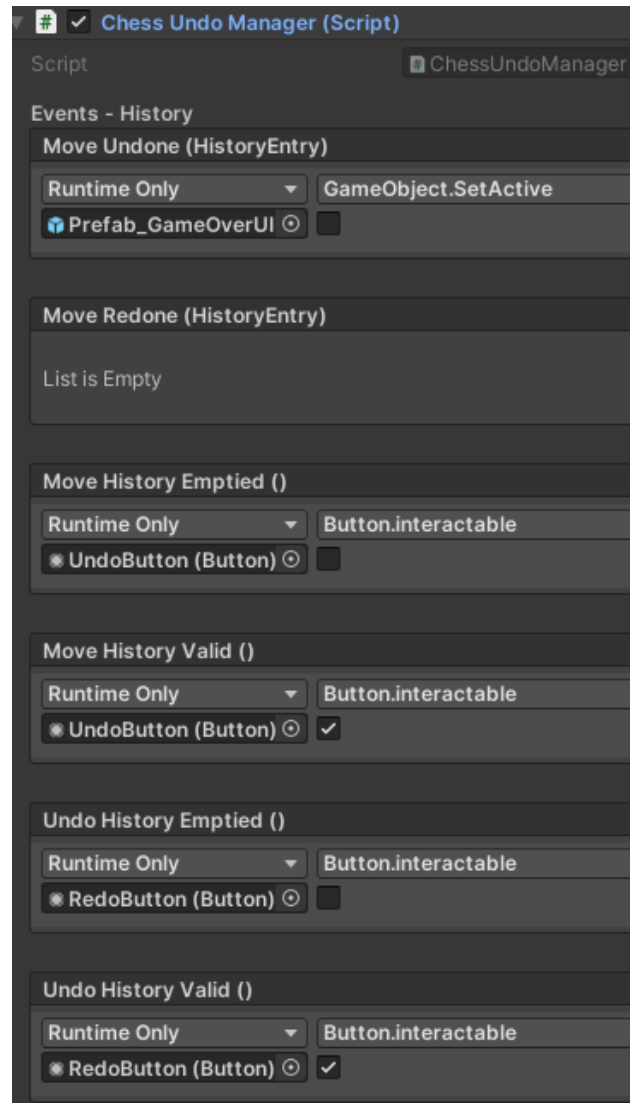 # Chess Undo Manager (Script)
Script # ChessUndoManager
Events - History
Move Undone (HistoryEntry)
Runtime Only GameObject.SetActive
Prefab_GameOverUI
Move Redone (HistoryEntry)
List is Empty
Move History Emptied ()
Runtime Only Button.interactable
UndoButton (Button)
Move History Valid ()
Runtime Only Button.interactable
UndoButton (Button)
Undo History Emptied ()
Runtime Only Button.interactable
RedoButton (Button)
Undo History Valid ()
Runtime Only Button.interactable
RedoButton (Button)